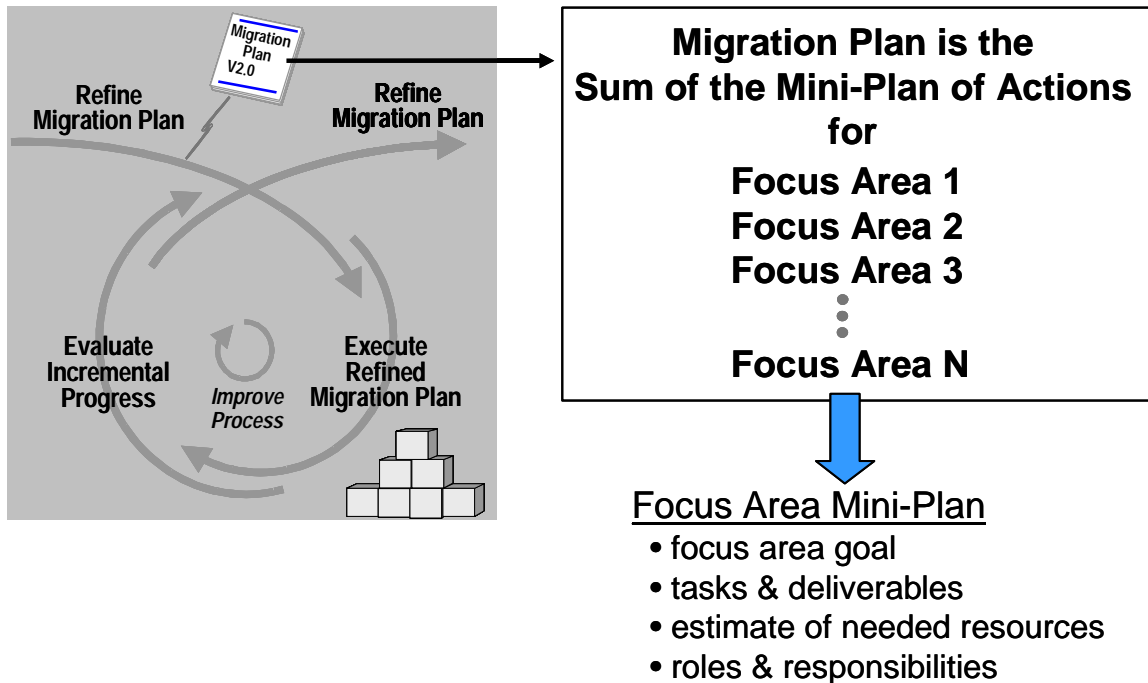 Migration
Plan
V2.0
Refine
Migration Plan
Refine
Migration Plan
Evaluate
Incremental
Progress
Improve
Process
Execute
Refined
Migration Plan
Migration Plan is the
Sum of the Mini-Plan of Actions
for
Focus Area 1
Focus Area 2
Focus Area 3
Focus Area N
Focus Area Mini-Plan
• focus area goal
• tasks & deliverables
• estimate of needed resources
• roles & responsibilities